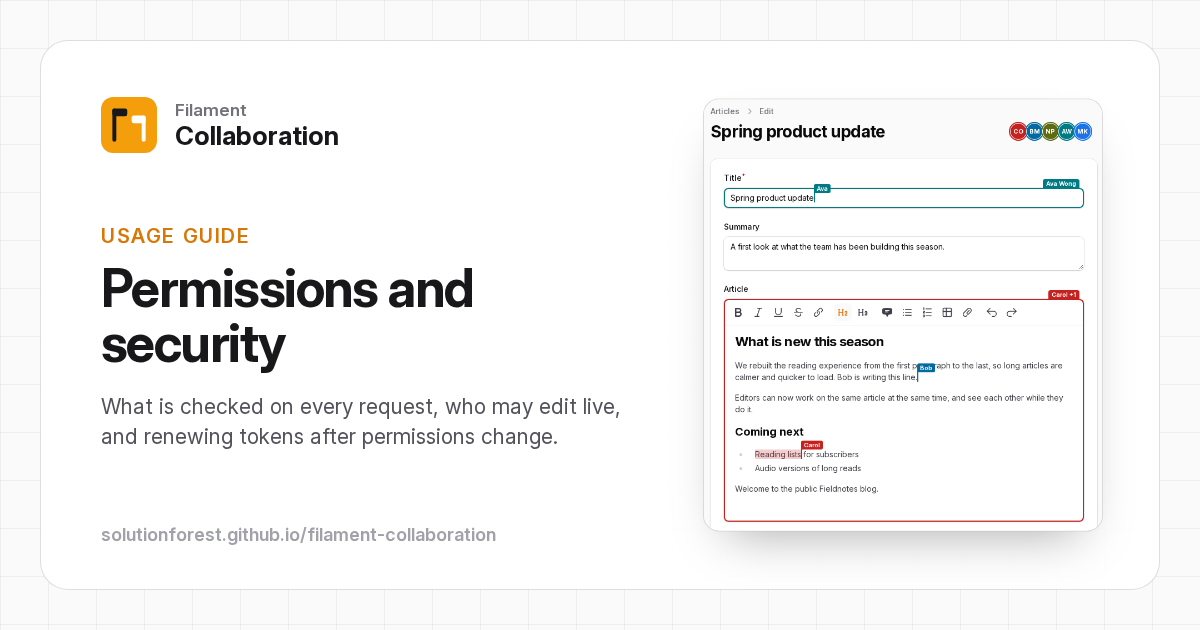 Filament
Collaboration
USAGE GUIDE
Permissions and
security
What is checked on every request, who may edit live,
and renewing tokens after permissions change.
solutionforest.github.io/filament-collaboration
Articles > Edit
Spring product update
CO BM NP AW MK
Title*
Ava Wong
Ava
Spring product update
Summary
A first look at what the team has been building this season.
Article
Carol +1
B I U S H2 H3
What is new this season
We rebuilt the reading experience from the first aph to the last, so long articles are
Bob
calmer and quicker to load. Bob is writing this line.
Editors can now work on the same article at the same time, and see each other while they
do it.
Coming next
Carol
Reading lists for subscribers
Audio versions of long reads
Welcome to the public Fieldnotes blog.